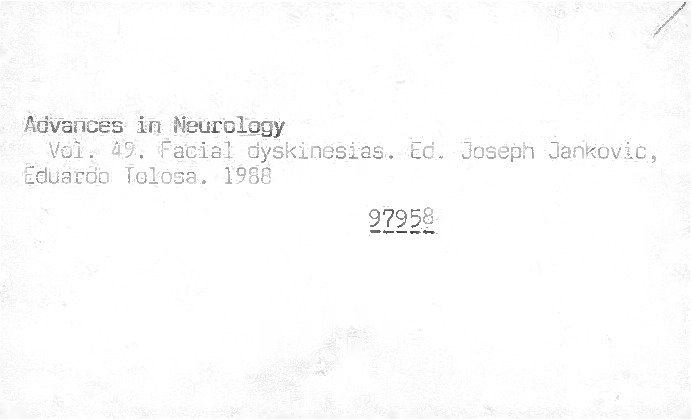 Advances in Neurology
Vol. 49. Facial dyskinesias. Ed. Joseph Jankovic,
Eduardo Tolosa. 1988
97958